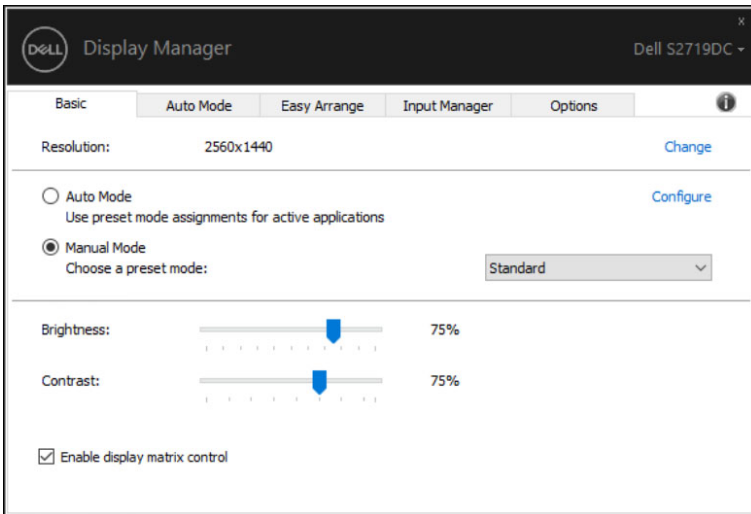 x
DELL Display Manager Dell S2719DC
Basic Auto Mode Easy Arrange Input Manager Options i
Resolution: 2560x1440 Change
Auto Mode Configure
Use preset mode assignments for active applications
Manual Mode
Choose a preset mode: Standard
Brightness: 75%
Contrast: 75%
Enable display matrix control